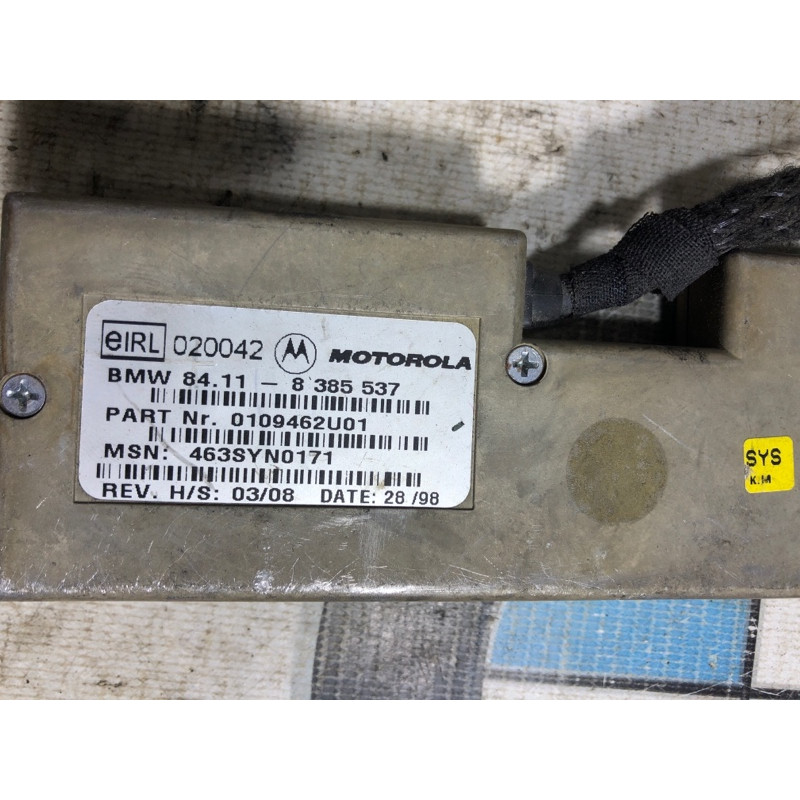 eIRL 020042 MOTOROLA
BMW 84.11 - 8 385 537
PART Nr. 0109462U01
MSN: 463SYN0171
REV. H/S: 03/08 DATE: 28 /98
SYS
K.M